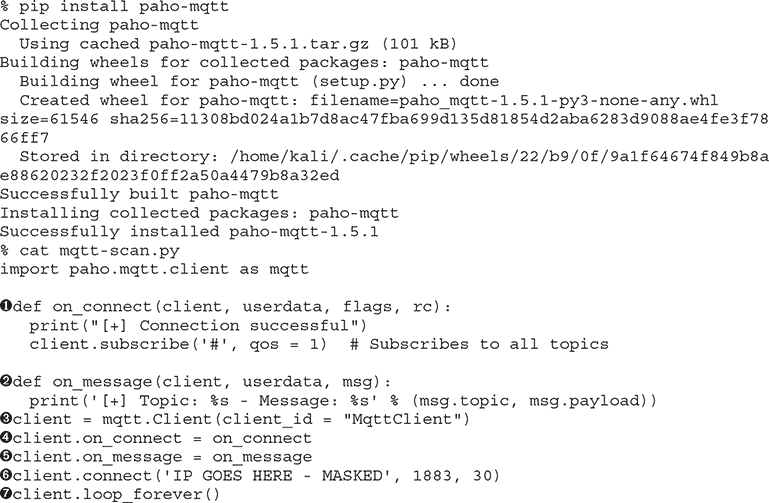 % pip install paho-mqtt
Collecting paho-mqtt
  Using cached paho-mqtt-1.5.1.tar.gz (101 kB)
Building wheels for collected packages: paho-mqtt
  Building wheel for paho-mqtt (setup.py) ... done
  Created wheel for paho-mqtt: filename=paho_mqtt-1.5.1-py3-none-any.whl
size=61546 sha256=11308bd024a1b7d8ac47fba699d135d81854d2aba6283d9088ae4fe3f78
66ff7
  Stored in directory: /home/kali/.cache/pip/wheels/22/b9/0f/9a1f64674f849b8a
e88620232f2023f0ff2a50a4479b8a32ed
Successfully built paho-mqtt
Installing collected packages: paho-mqtt
Successfully installed paho-mqtt-1.5.1
% cat mqtt-scan.py
import paho.mqtt.client as mqtt

❶def on_connect(client, userdata, flags, rc):
   print("[+] Connection successful")
   client.subscribe('#', qos = 1)  # Subscribes to all topics

❷def on_message(client, userdata, msg):
   print('[+] Topic: %s - Message: %s' % (msg.topic, msg.payload))
❸client = mqtt.Client(client_id = "MqttClient")
❹client.on_connect = on_connect
❺client.on_message = on_message
❻client.connect('IP GOES HERE - MASKED', 1883, 30)
❼client.loop_forever()